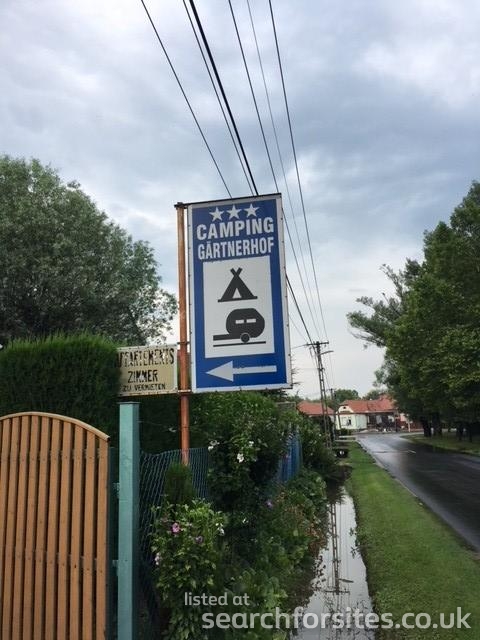 CAMPING
GÄRTNERHOF
ZIMMER
ZU VERMIETEN
listed at
searchforsites.co.uk